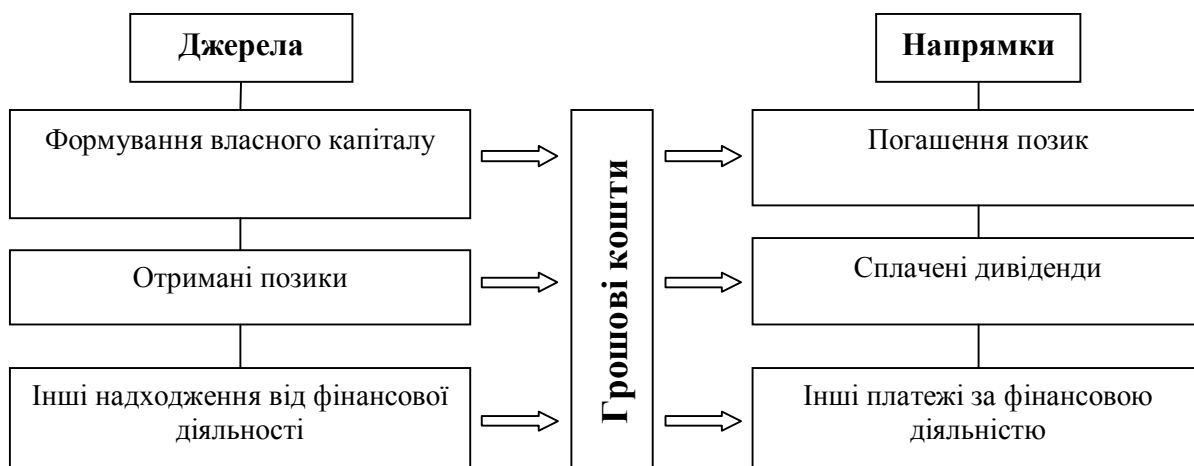 Джерела
Напрямки
Формування власного капіталу
Погашення позик
Отримані позики
Сплачені дивіденди
Інші надходження від фінансової
діяльності
Інші платежі за фінансовою
діяльністю
Грошові кошти